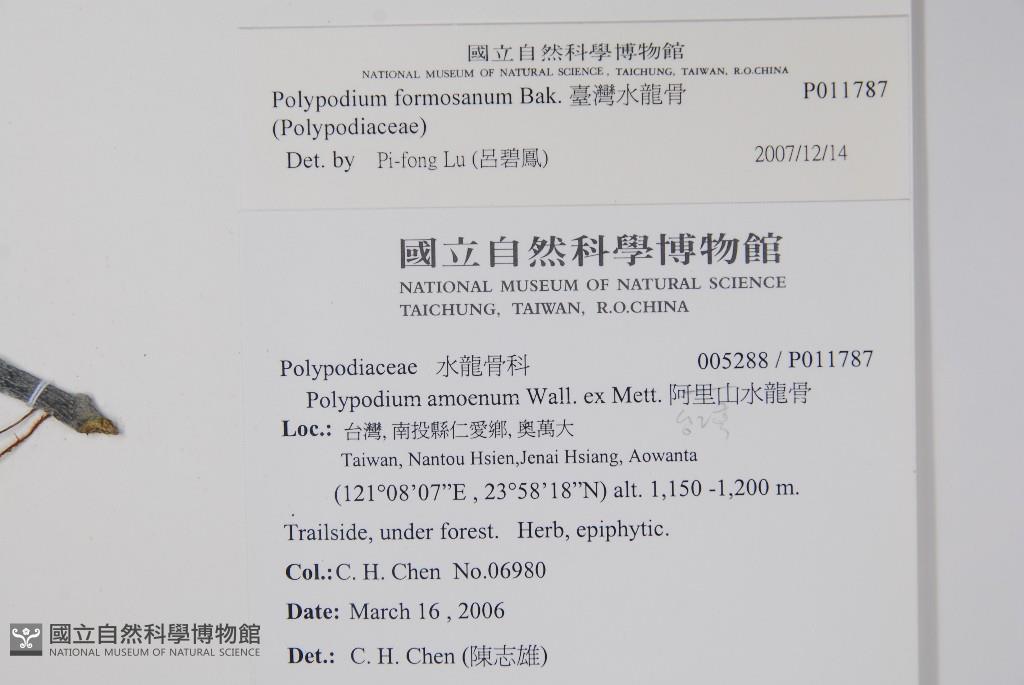 國立自然科學博物館
NATIONAL MUSEUM OF NATURAL SCIENCE, TAICHUNG, TAIWAN, R.O.CHINA
Polypodium formosanum Bak. 臺灣水龍骨 P011787
(Polypodiaceae)
Det. by Pi-fong Lu (呂碧鳳) 2007/12/14
國立自然科學博物館
NATIONAL MUSEUM OF NATURAL SCIENCE
TAICHUNG, TAIWAN, R.O.CHINA
Polypodiaceae 水龍骨科 005288 / P011787
Polypodium amoenum Wall. ex Mett. 阿里山水龍骨
台灣
Loc.: 台灣, 南投縣仁愛鄉, 奧萬大
Taiwan, Nantou Hsien,Jenai Hsiang, Aowanta
(121°08’07”E , 23°58’18”N) alt. 1,150 -1,200 m.
Trailside, under forest. Herb, epiphytic.
Col.: C. H. Chen No.06980
Date: March 16 , 2006
Det.: C. H. Chen (陳志雄)
國立自然科學博物館
NATIONAL MUSEUM OF NATURAL SCIENCE